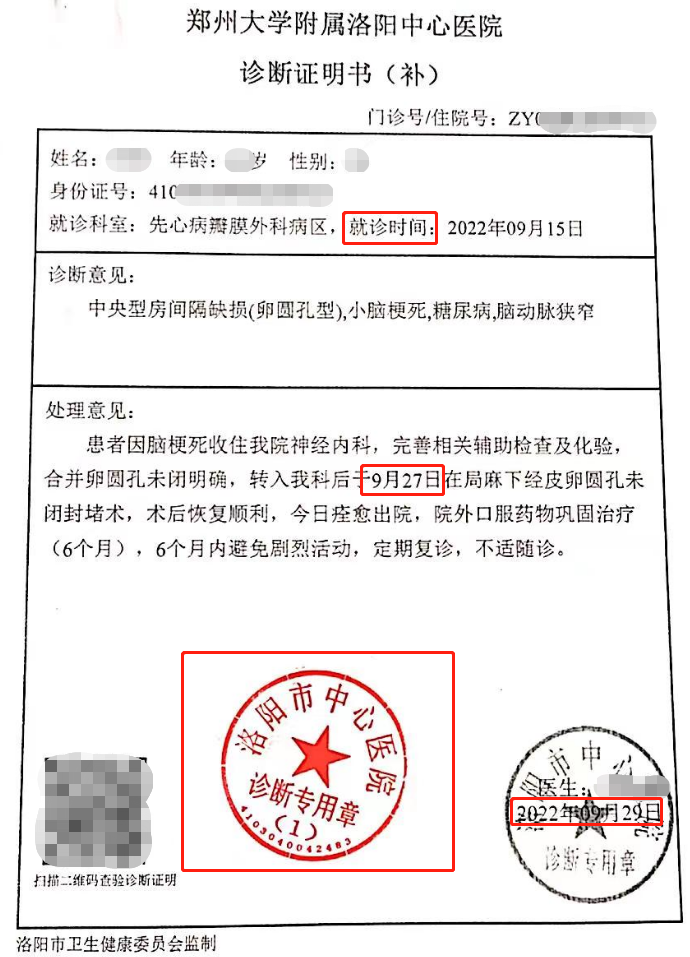 郑州大学附属洛阳中心医院
诊断证明书（补）
门诊号/住院号：ZY
姓名： 年龄： 岁 性别：
身份证号：410
就诊科室：先心病瓣膜外科病区，就诊时间：2022年09月15日
诊断意见：
中央型房间隔缺损(卵圆孔型),小脑梗死,糖尿病,脑动脉狭窄
处理意见：
患者因脑梗死收住我院神经内科，完善相关辅助检查及化验，
合并卵圆孔未闭明确，转入我科后于9月27日在局麻下经皮卵圆孔未
闭封堵术，术后恢复顺利，今日痊愈出院，院外口服药物巩固治疗
（6个月），6个月内避免剧烈活动，定期复诊，不适随诊。
洛阳市中心医院
诊断专用章
（1）
4103040042483
洛阳市中心
医生：
2022年09月29日
诊断专用章
扫描二维码查验诊断证明
洛阳市卫生健康委员会监制